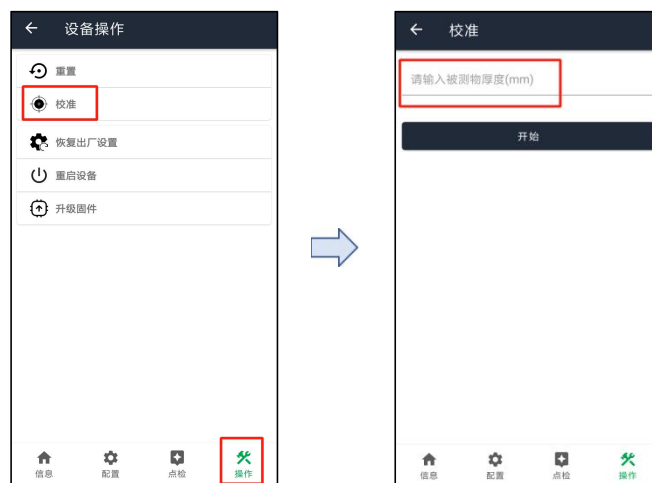 设备操作
重置
校准
恢复出厂设置
重启设备
升级固件
信息
配置
点检
操作
校准
请输入被测物厚度(mm)
开始
信息
配置
点检
操作